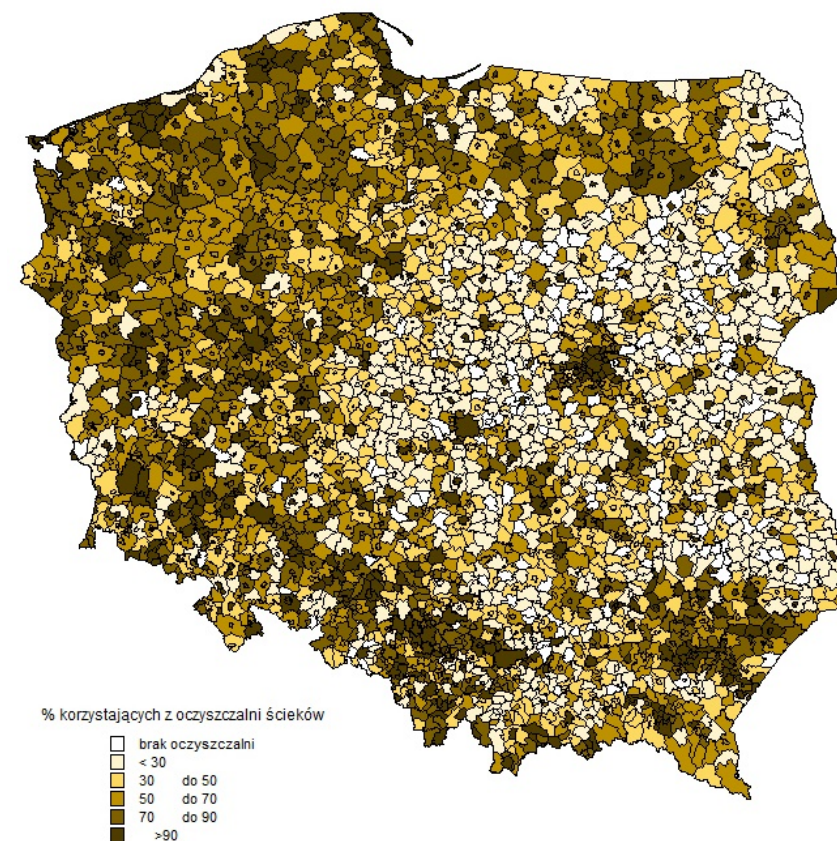 % korzystających z oczyszczalni ścieków
brak oczyszczalni
< 30
30 do 50
50 do 70
70 do 90
>90